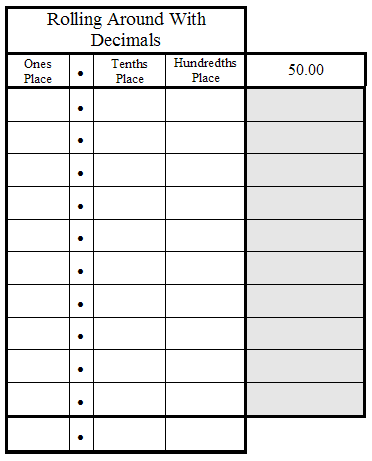 Rolling Around With
Decimals
Ones
Place
•
Tenths
Place
Hundredths
Place
50.00
•
•
•
•
•
•
•
•
•
•
•